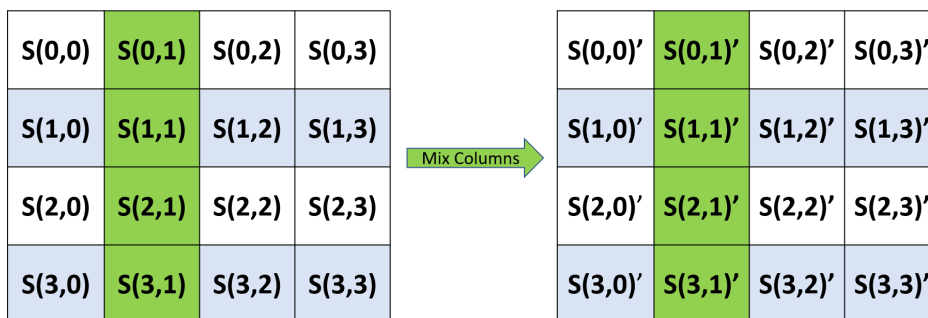 S(0,0) S(0,1) S(0,2) S(0,3)
S(1,0) S(1,1) S(1,2) S(1,3)
S(2,0) S(2,1) S(2,2) S(2,3)
S(3,0) S(3,1) S(3,2) S(3,3)
Mix Columns
S(0,0)’ S(0,1)’ S(0,2)’ S(0,3)’
S(1,0)’ S(1,1)’ S(1,2)’ S(1,3)’
S(2,0)’ S(2,1)’ S(2,2)’ S(2,3)’
S(3,0)’ S(3,1)’ S(3,2)’ S(3,3)’